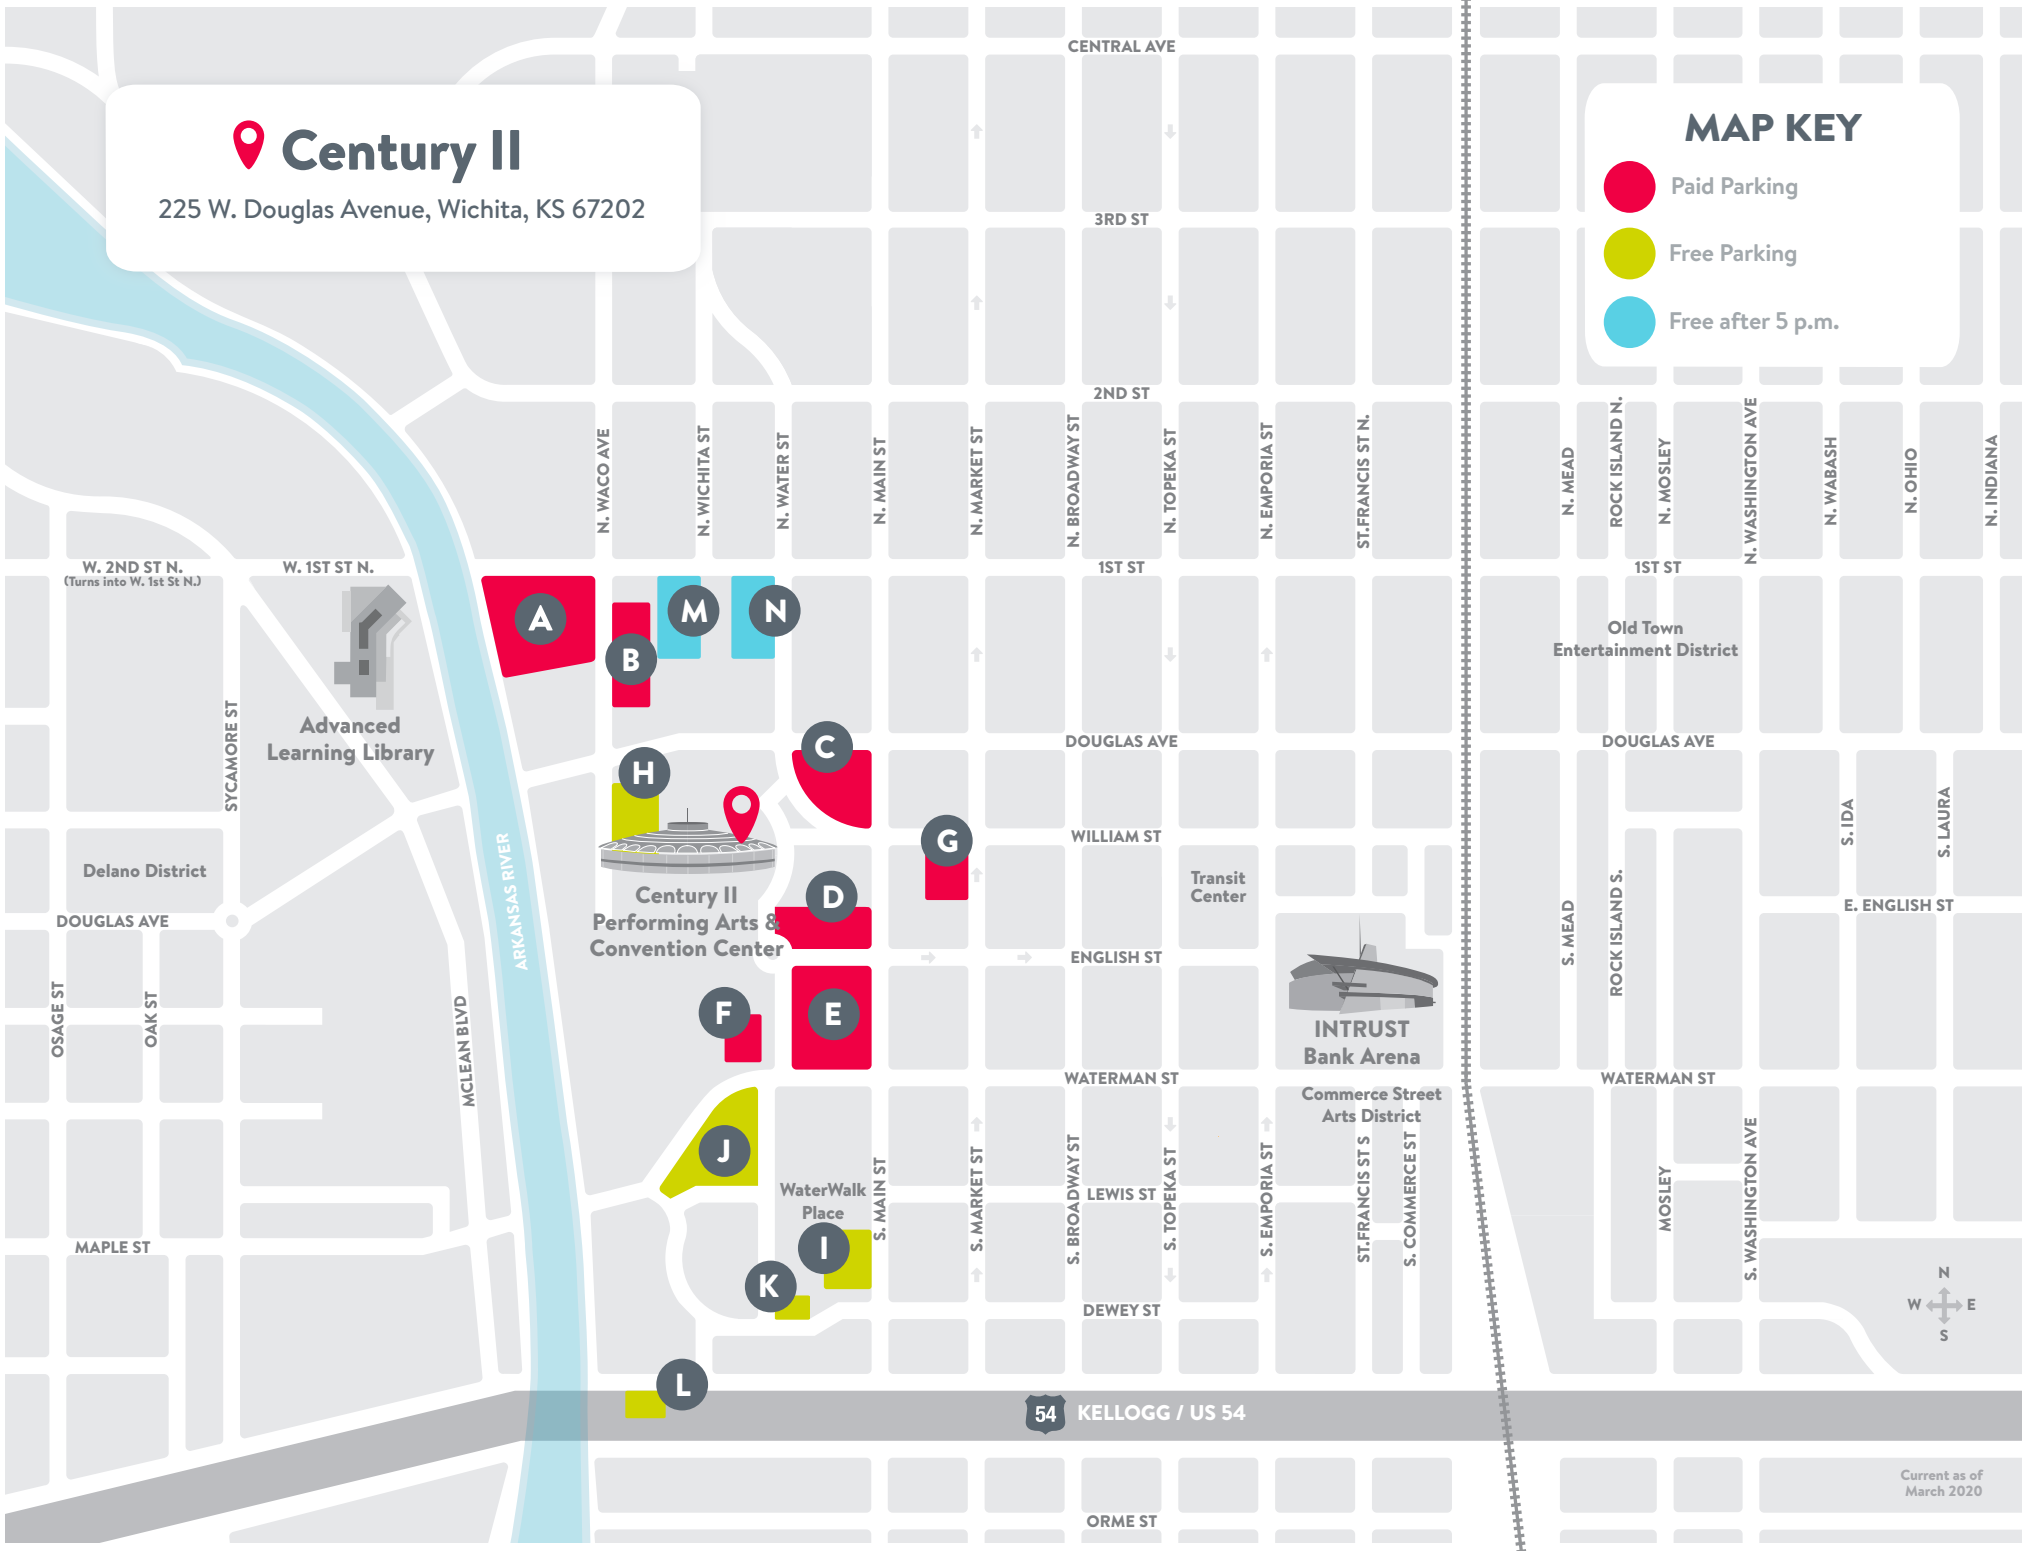 CENTRAL AVE
Century II
225 W. Douglas Avenue, Wichita, KS 67202
MAP KEY
Paid Parking
Free Parking
Free after 5 p.m.
3RD ST
2ND ST
N. WACO AVE
N. WICHITA ST
N. WATER ST
N. MAIN ST
N. MARKET ST
N. BROADWAY ST
N. TOPEKA ST
N. EMPORIA ST
ST.FRANCIS ST N.
N. MEAD
ROCK ISLAND N.
N. MOSLEY
N. WASHINGTON AVE
N. WABASH
N. OHIO
N. INDIANA
W. 2ND ST N.
(Turns into W. 1st St N.)
W. 1ST ST N.
1ST ST
1ST ST
A
B
M
N
Old Town
Entertainment District
SYCAMORE ST
Advanced
Learning Library
DOUGLAS AVE
DOUGLAS AVE
C
H
G
WILLIAM ST
S. IDA
S. LAURA
ARKANSAS RIVER
Delano District
DOUGLAS AVE
Century II
Performing Arts &
Convention Center
D
Transit
Center
E. ENGLISH ST
S. MEAD
ROCK ISLAND S.
ENGLISH ST
OSAGE ST
OAK ST
MCLEAN BLVD
F
E
INTRUST
Bank Arena
WATERMAN ST
WATERMAN ST
Commerce Street
Arts District
J
WaterWalk
Place
S. MAIN ST
S. MARKET ST
S. BROADWAY ST
LEWIS ST
S. TOPEKA ST
S. EMPORIA ST
ST.FRANCIS ST S
S. COMMERCE ST
MOSLEY
S. WASHINGTON AVE
MAPLE ST
I
K
DEWEY ST
N
W E
S
L
54 KELLOGG / US 54
Current as of
March 2020
ORME ST